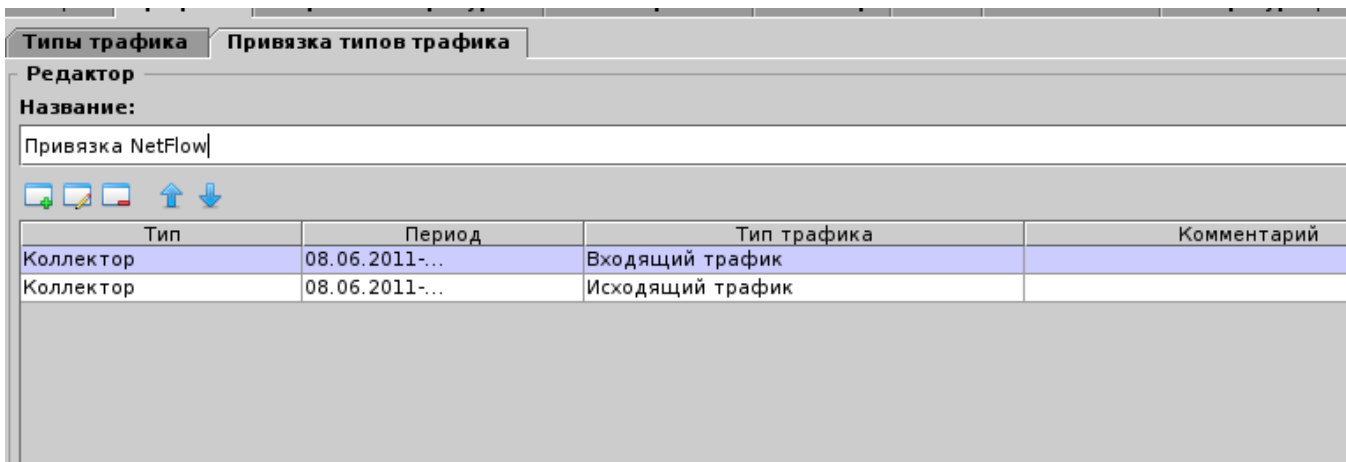 Типы трафика Привязка типов трафика
Редактор
Название:
Привязка NetFlow
Тип Период Тип трафика Комментарий
Коллектор 08.06.2011-... Входящий трафик
Коллектор 08.06.2011-... Исходящий трафик